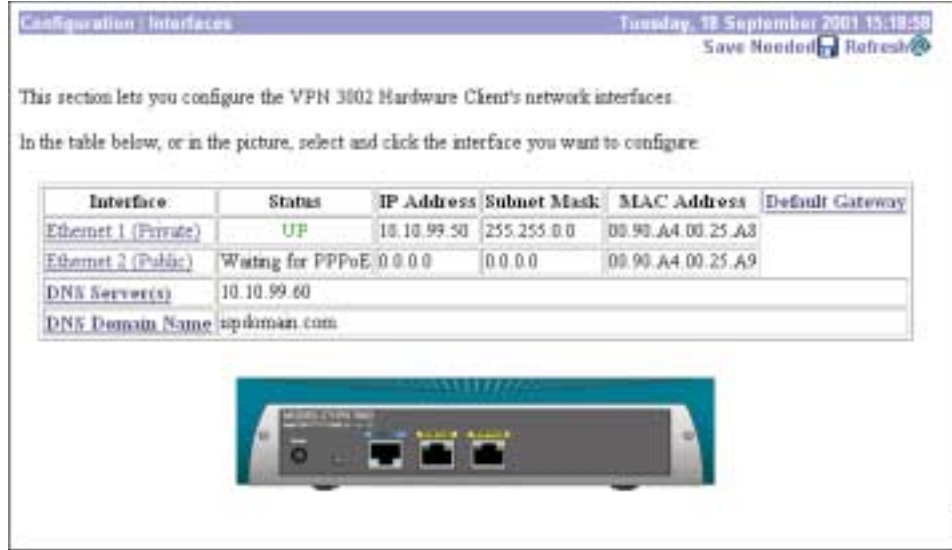 Configuration | Interfaces
Tuesday, 18 September 2001 15:18:58
Save Needed Refresh
This section lets you configure the VPN 3002 Hardware Client's network interfaces.
In the table below, or in the picture, select and click the interface you want to configure.
Interface Status IP Address Subnet Mask MAC Address Default Gateway
Ethernet 1 (Private) UP 10.10.99.50 255.255.0.0 00.90.A4.00.25.A8
Ethernet 2 (Public) Waiting for PPPoE 0.0.0.0 0.0.0.0 00.90.A4.00.25.A9
DNS Server(s) 10.10.99.60
DNS Domain Name